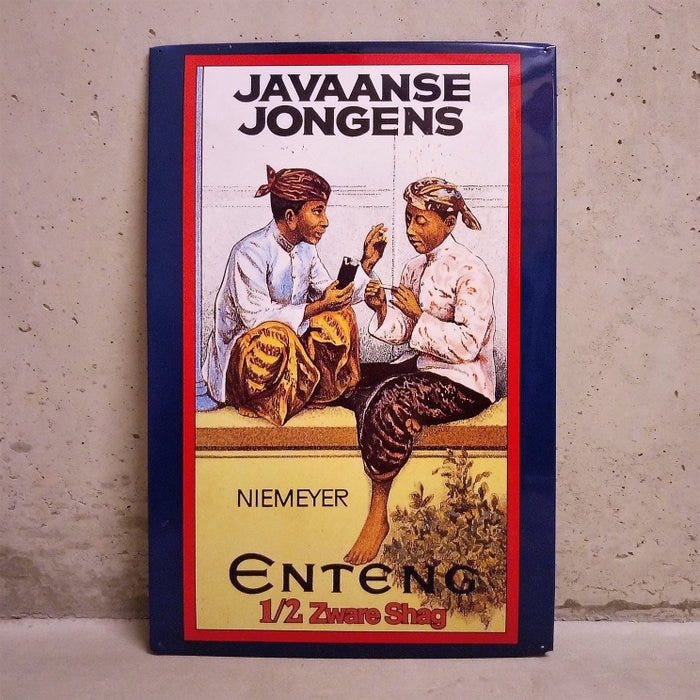 JAVAANSE
JONGENS
NIEMEYER
ENTENG
1/2 Zware Shag